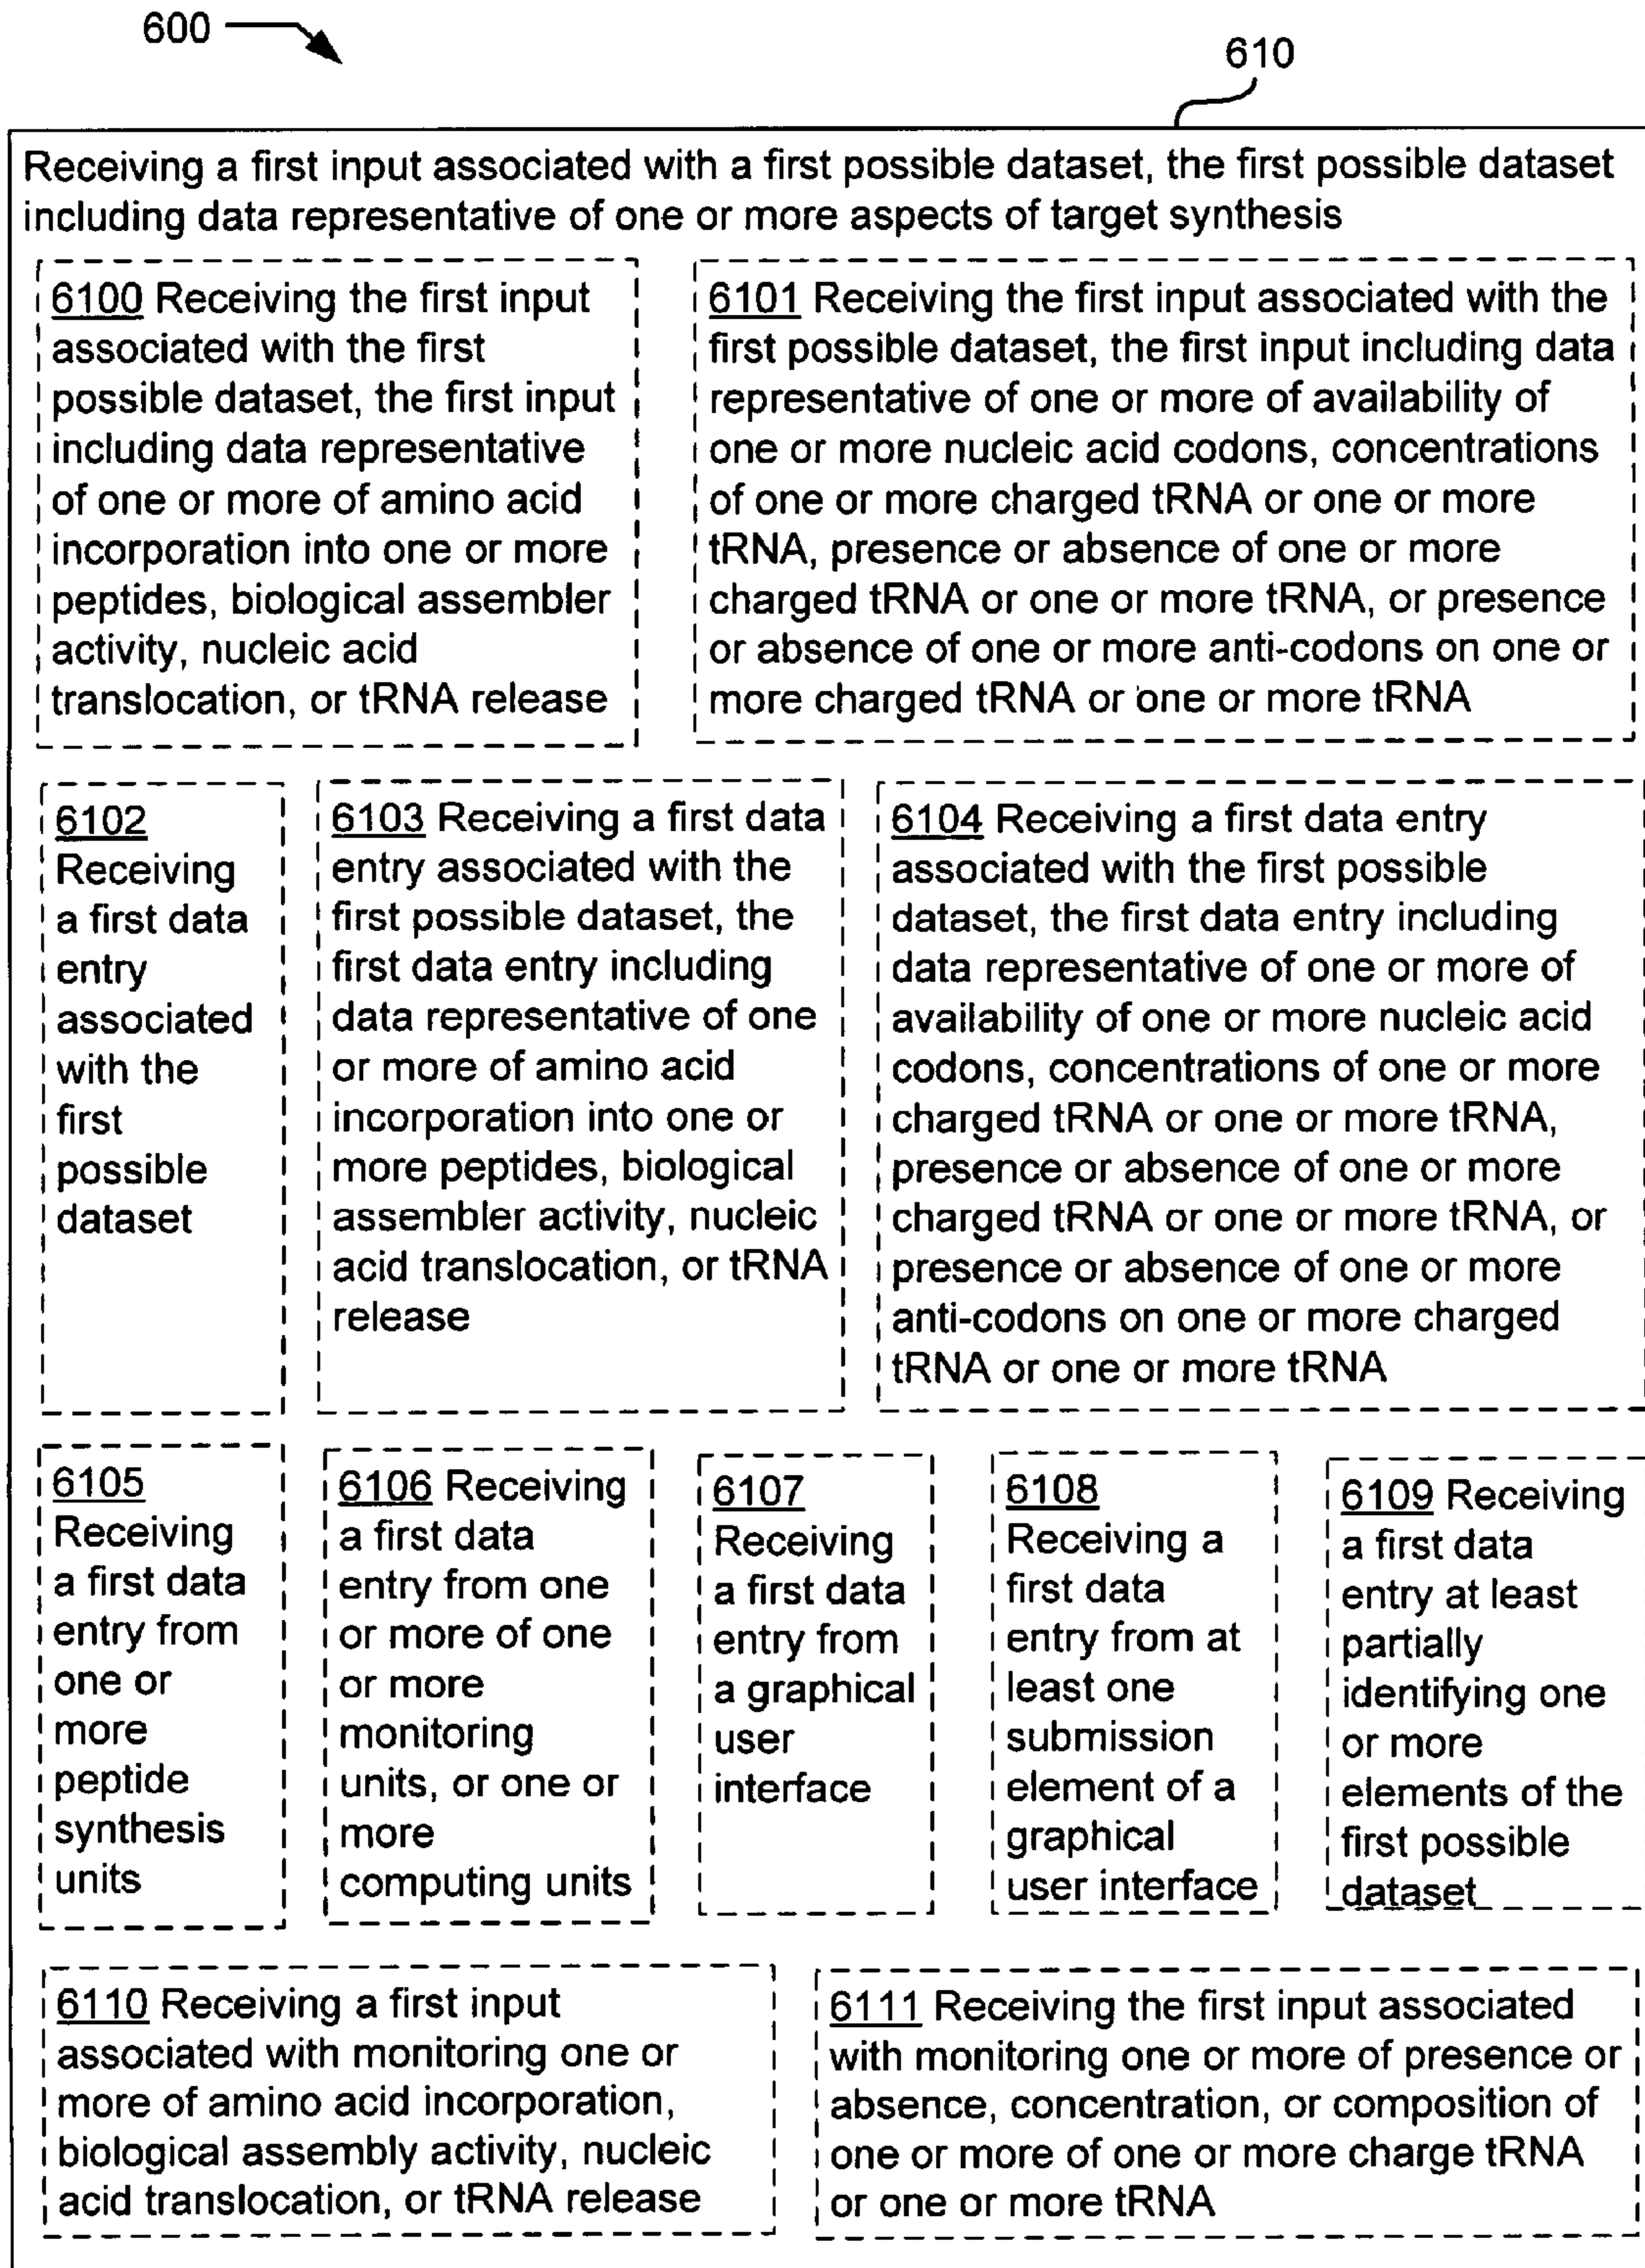 600
610
Receiving a first input associated with a first possible dataset, the first possible dataset
including data representative of one or more aspects of target synthesis
6100 Receiving the first input
associated with the first
possible dataset, the first input
including data representative
of one or more of amino acid
incorporation into one or more
peptides, biological assembler
activity, nucleic acid
translocation, or tRNA release
6101 Receiving the first input associated with the
first possible dataset, the first input including data
representative of one or more of availability of
one or more nucleic acid codons, concentrations
of one or more charged tRNA or one or more
tRNA, presence or absence of one or more
charged tRNA or one or more tRNA, or presence
or absence of one or more anti-codons on one or
more charged tRNA or one or more tRNA
6102
Receiving
a first data
entry
associated
with the
first
possible
dataset
6103 Receiving a first data
entry associated with the
first possible dataset, the
first data entry including
data representative of one
or more of amino acid
incorporation into one or
more peptides, biological
assembler activity, nucleic
acid translocation, or tRNA
release
6104 Receiving a first data entry
associated with the first possible
dataset, the first data entry including
data representative of one or more of
availability of one or more nucleic acid
codons, concentrations of one or more
charged tRNA or one or more tRNA,
presence or absence of one or more
charged tRNA or one or more tRNA, or
presence or absence of one or more
anti-codons on one or more charged
tRNA or one or more tRNA
6105
Receiving
a first data
entry from
one or
more
peptide
synthesis
units
6106 Receiving
a first data
entry from one
or more of one
or more
monitoring
units, or one or
more
computing units
6107
Receiving
a first data
entry from
a graphical
user
interface
6108
Receiving a
first data
entry from at
least one
submission
element of a
graphical
user interface
6109 Receiving
a first data
entry at least
partially
identifying one
or more
elements of the
first possible
dataset
6110 Receiving a first input
associated with monitoring one or
more of amino acid incorporation,
biological assembly activity, nucleic
acid translocation, or tRNA release
6111 Receiving the first input associated
with monitoring one or more of presence or
absence, concentration, or composition of
one or more of one or more charge tRNA
or one or more tRNA